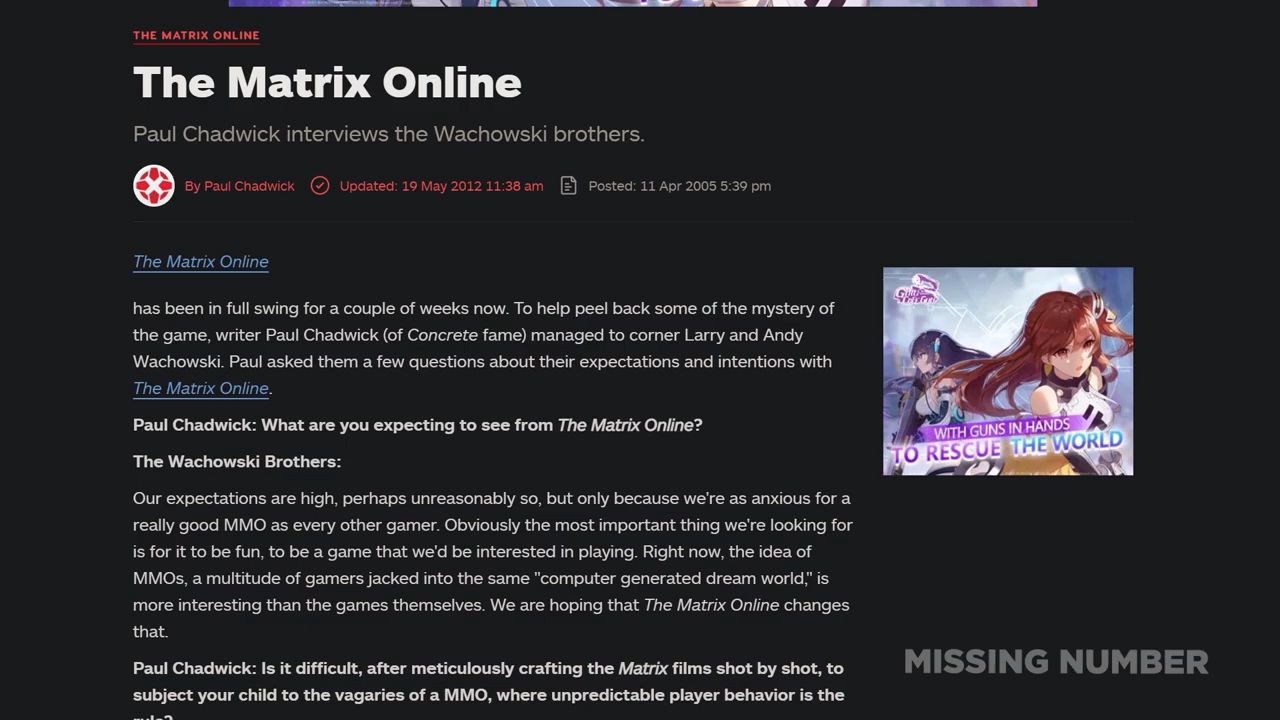 THE MATRIX ONLINE
The Matrix Online
Paul Chadwick interviews the Wachowski brothers.
By Paul Chadwick Updated: 19 May 2012 11:38 am Posted: 11 Apr 2005 5:39 pm
The Matrix Online
has been in full swing for a couple of weeks now. To help peel back some of the mystery of
the game, writer Paul Chadwick (of Concrete fame) managed to corner Larry and Andy
Wachowski. Paul asked them a few questions about their expectations and intentions with
The Matrix Online.
Paul Chadwick: What are you expecting to see from The Matrix Online?
The Wachowski Brothers:
Our expectations are high, perhaps unreasonably so, but only because we're as anxious for a
really good MMO as every other gamer. Obviously the most important thing we're looking for
is for it to be fun, to be a game that we'd be interested in playing. Right now, the idea of
MMOs, a multitude of gamers jacked into the same "computer generated dream world," is
more interesting than the games themselves. We are hoping that The Matrix Online changes
that.
Paul Chadwick: Is it difficult, after meticulously crafting the Matrix films shot by shot, to
subject your child to the vagaries of a MMO, where unpredictable player behavior is the
rule?
WITH GUNS IN HANDS
TO RESCUE THE WORLD
MISSING NUMBER